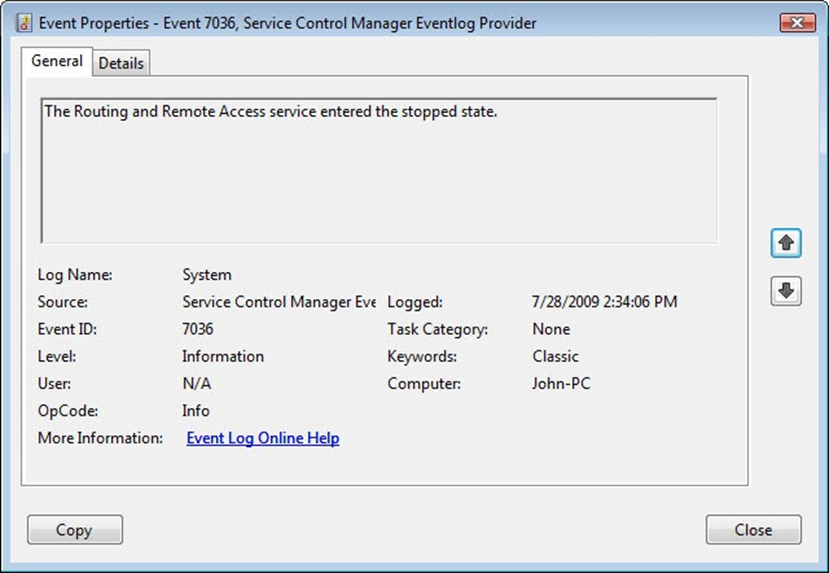 Event Properties - Event 7036, Service Control Manager Eventlog Provider
General Details
The Routing and Remote Access service entered the stopped state.
Log Name: System
Source: Service Control Manager Eve Logged: 7/28/2009 2:34:06 PM
Event ID: 7036 Task Category: None
Level: Information Keywords: Classic
User: N/A Computer: John-PC
OpCode: Info
More Information: Event Log Online Help
Copy Close